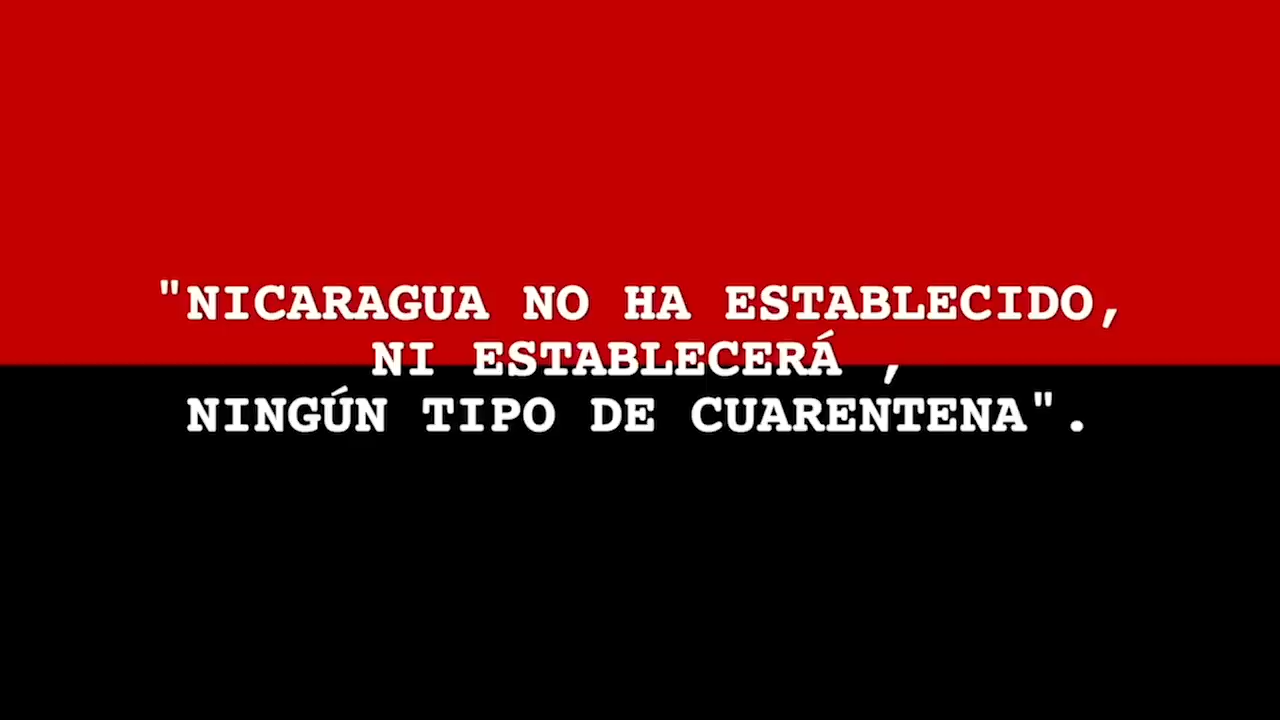 "NICARAGUA NO HA ESTABLECIDO,
NI ESTABLECERÁ ,
NINGÚN TIPO DE CUARENTENA".